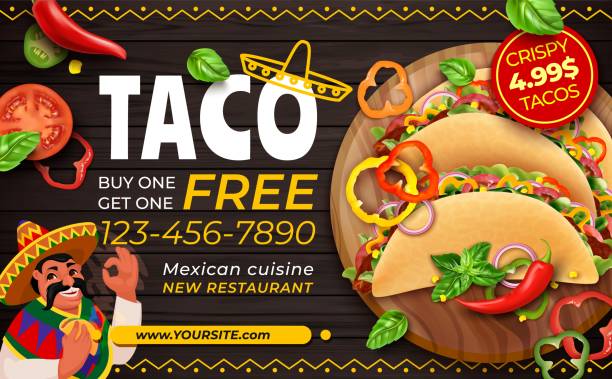 TACO
BUY ONE
GET ONE
FREE
123-456-7890
Mexican cuisine
NEW RESTAURANT
www.YOURSITE.com
CRISPY
4.99$
TACOS